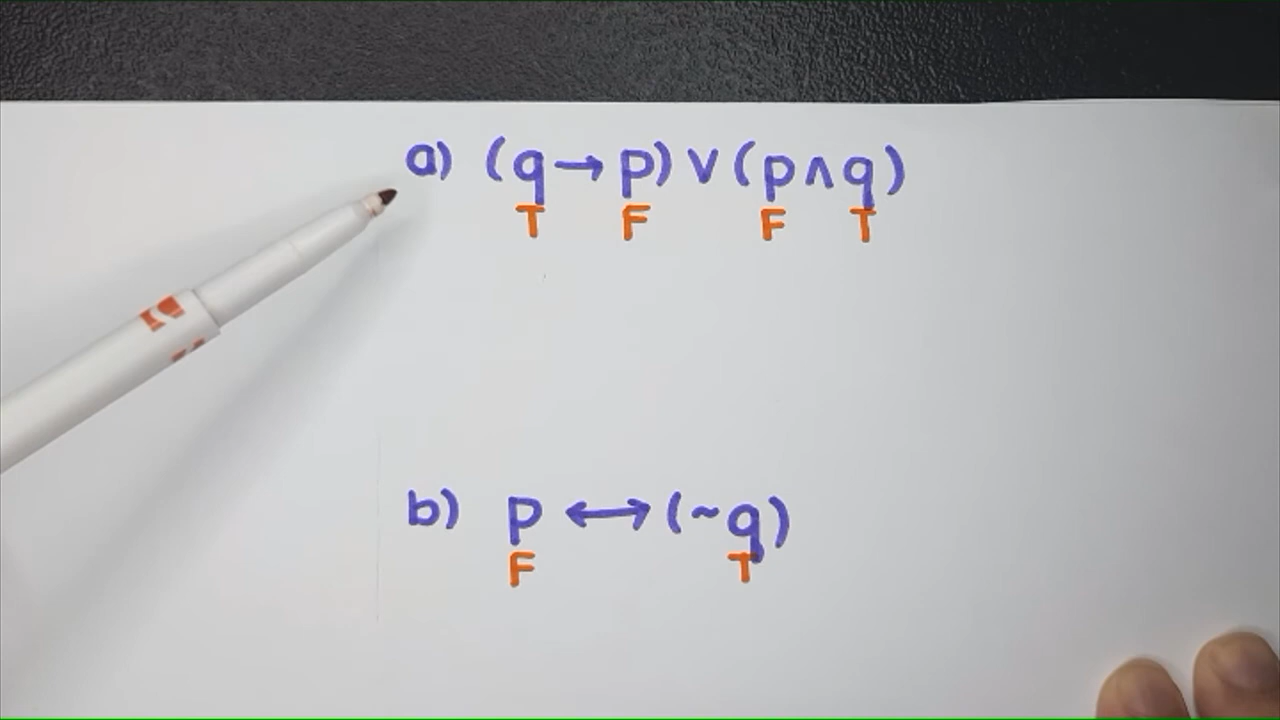 a) (q → p) ∨ (p ∧ q)
T F F T
b) p ↔ (~q)
F T